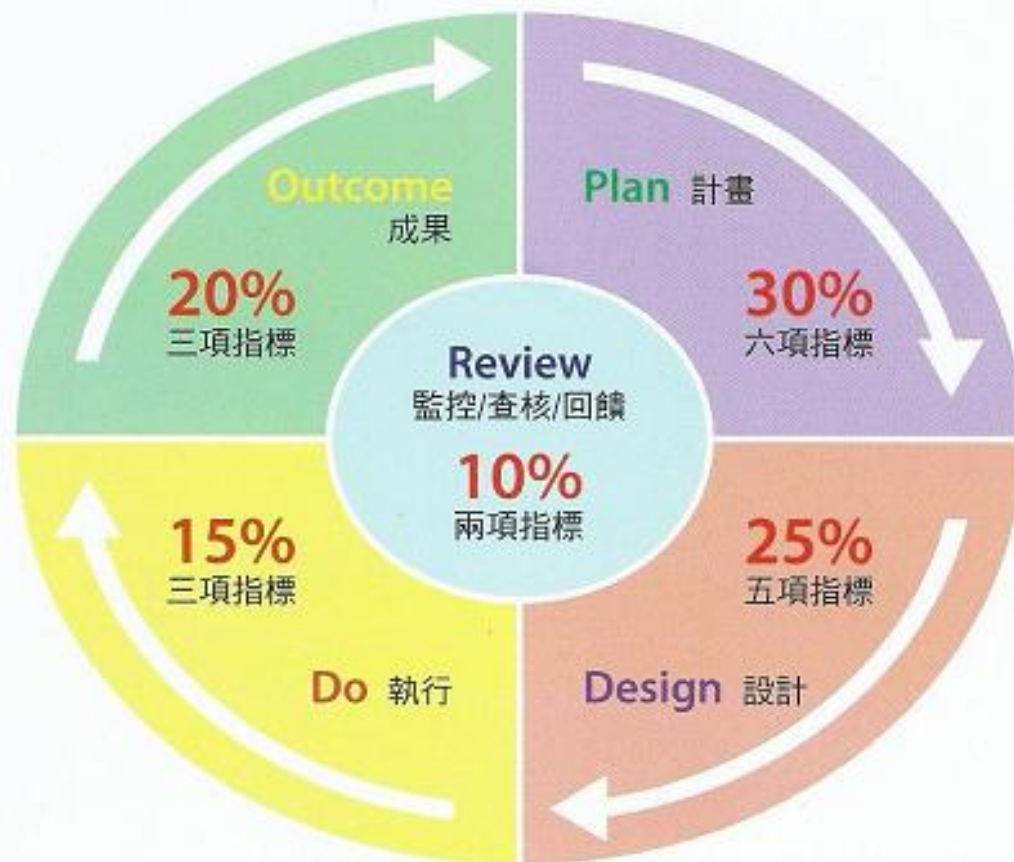 Outcome
成果
20%
三項指標
Plan 計畫
30%
六項指標
Review
監控/查核/回饋
10%
兩項指標
15%
三項指標
Do 執行
25%
五項指標
Design 設計